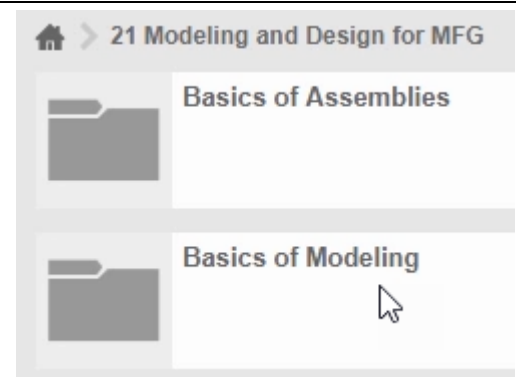 21 Modeling and Design for MFG
Basics of Assemblies
Basics of Modeling